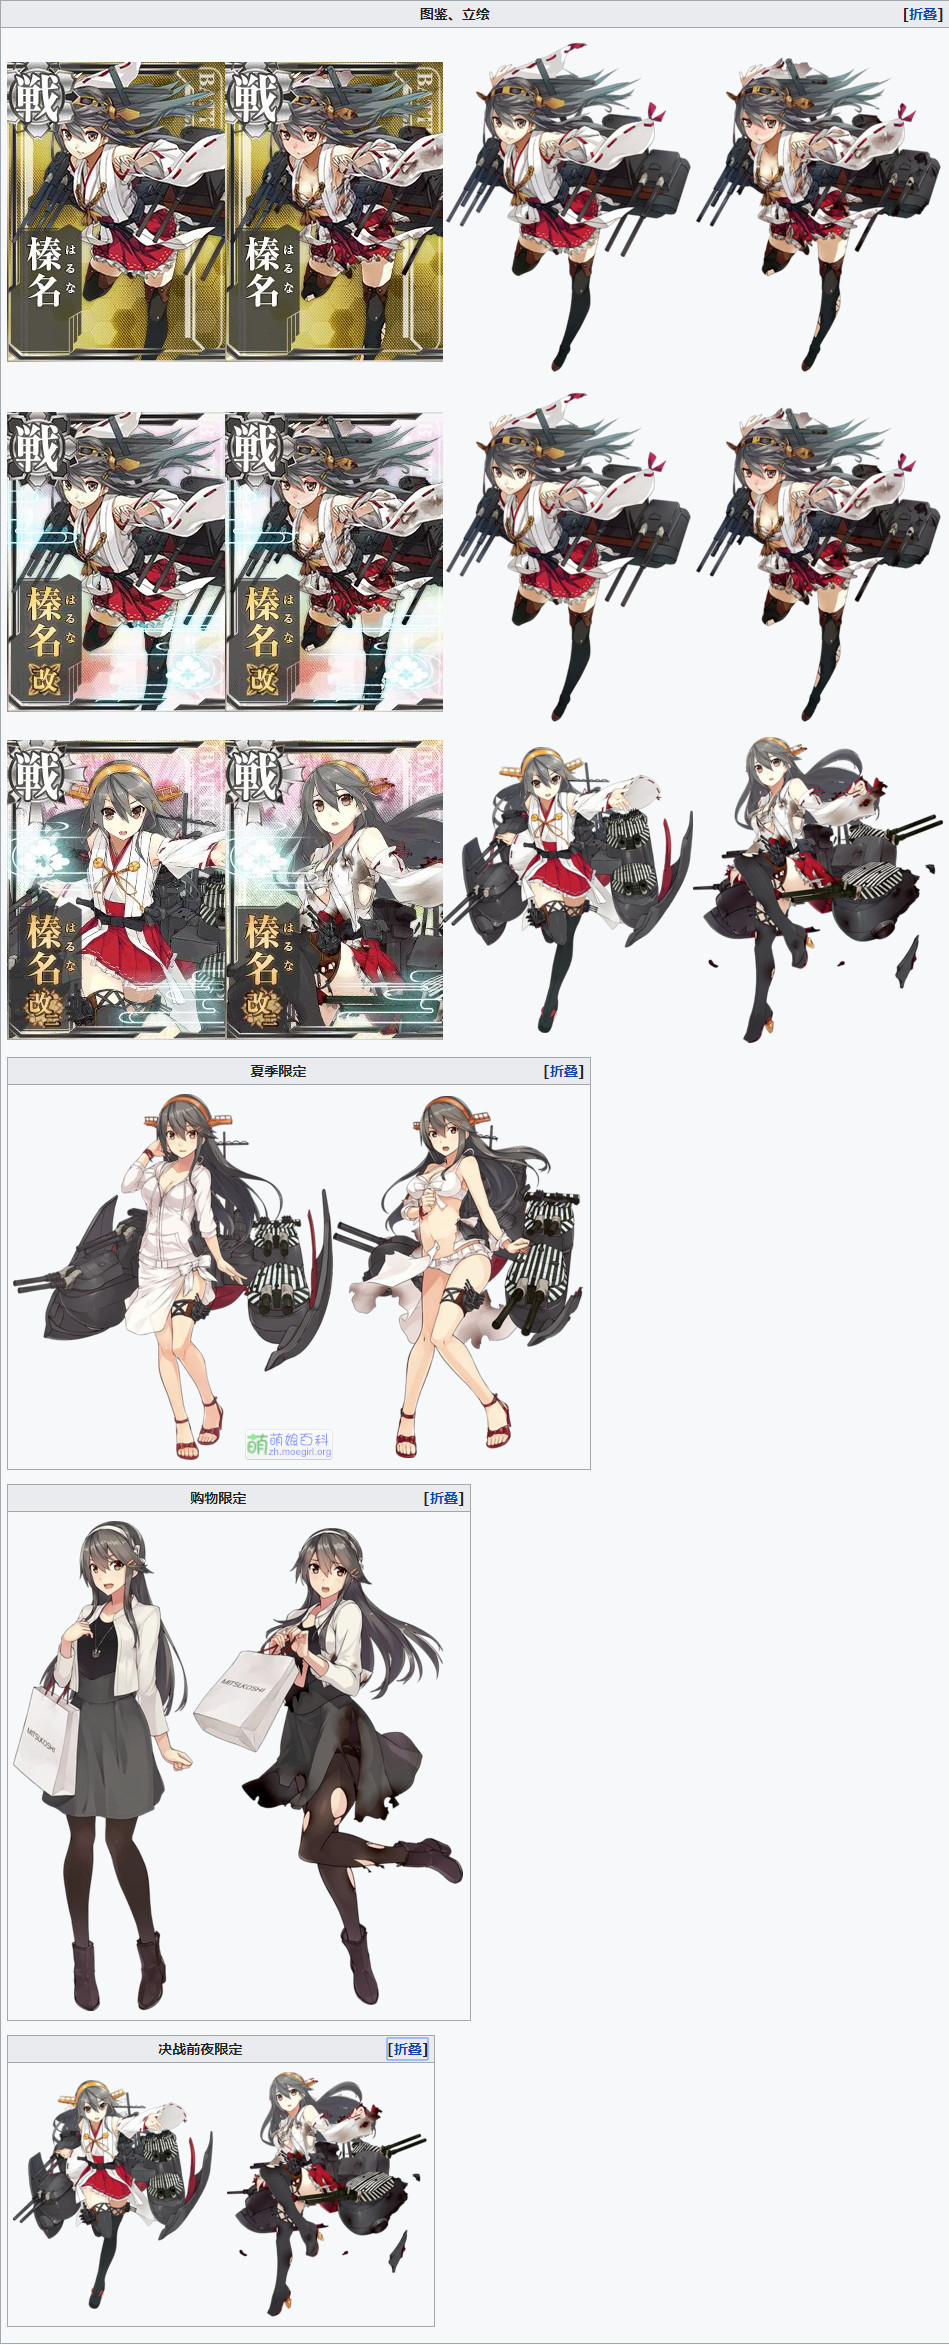 图鉴、立绘
[折叠]
戦
榛名
はるな
戦
榛名
はるな
戦
榛名
はるな
改
戦
榛名
はるな
改
戦
榛名
はるな
改二
戦
榛名
はるな
改二
夏季限定
[折叠]
萌娘百科
zh.moegirl.org
购物限定
[折叠]
MITSUKOSHI
MITSUKOSHI
决战前夜限定
[折叠]